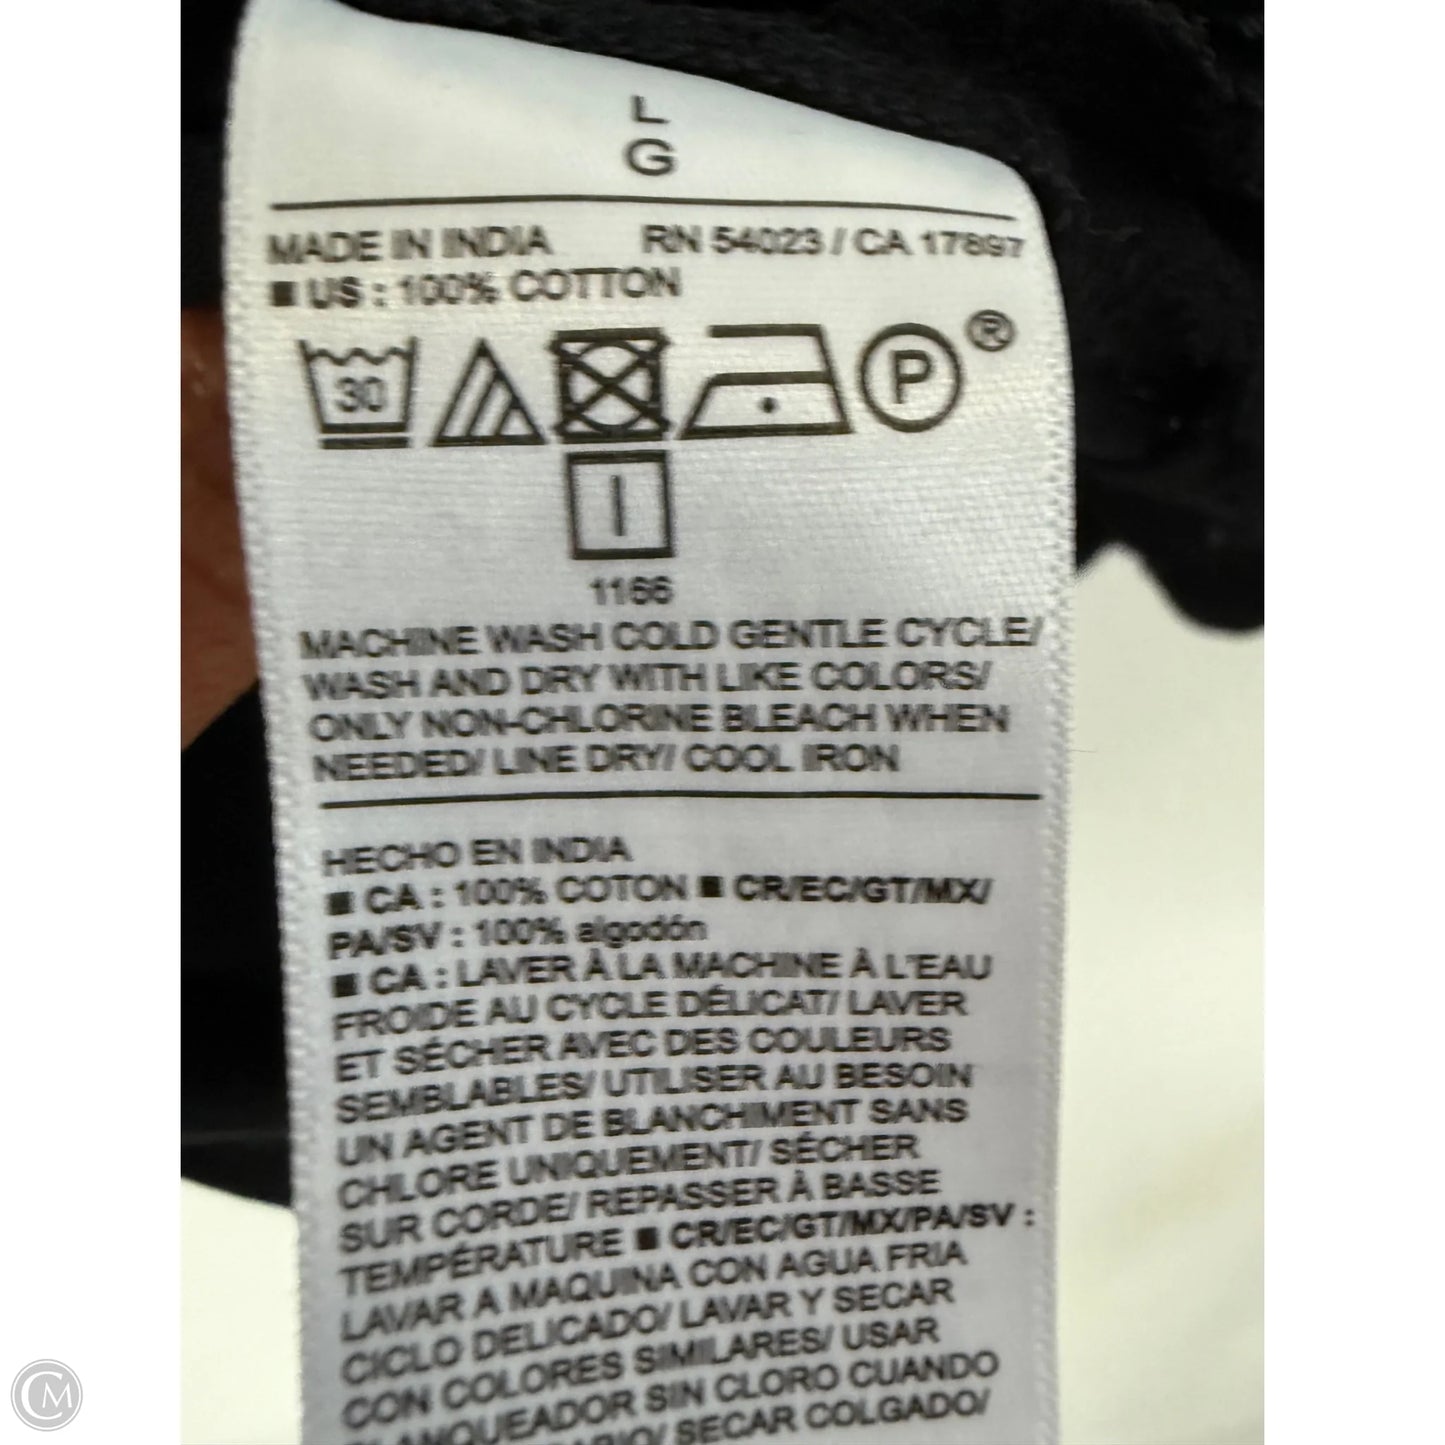 L
G
MADE IN INDIA RN 54023 / CA 17897
■ US : 100% COTTON
30 P ®
1166
MACHINE WASH COLD GENTLE CYCLE/
WASH AND DRY WITH LIKE COLORS/
ONLY NON-CHLORINE BLEACH WHEN
NEEDED/ LINE DRY/ COOL IRON
HECHO EN INDIA
■ CA : 100% COTON ■ CR/EC/GT/MX/
PA/SV : 100% algodón
■ CA : LAVER À LA MACHINE À L'EAU
FROIDE AU CYCLE DÉLICAT/ LAVER
ET SÉCHER AVEC DES COULEURS
SEMBLABLES/ UTILISER AU BESOIN
UN AGENT DE BLANCHIMENT SANS
CHLORE UNIQUEMENT/ SÉCHER
SUR CORDE/ REPASSER À BASSE
TEMPÉRATURE ■ CR/EC/GT/MX/PA/SV :
LAVAR A MAQUINA CON AGUA FRIA
CICLO DELICADO/ LAVAR Y SECAR
CON COLORES SIMILARES/ USAR
BLANQUEADOR SIN CLORO CUANDO
SECAR COLGADO/
CM